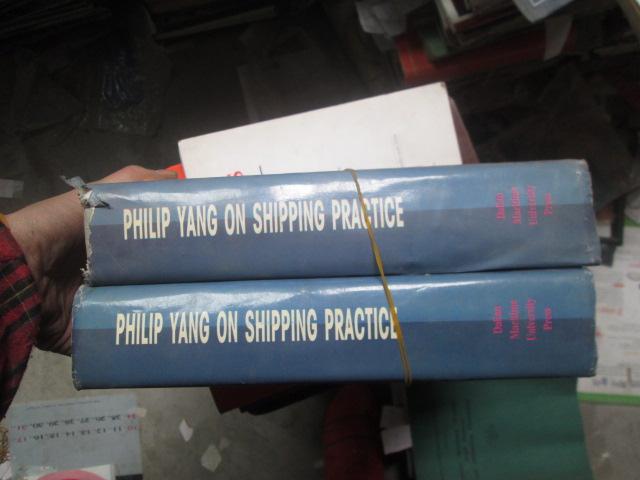 PHILIP YANG ON SHIPPING PRACTICE
Dalian
Maritime
University
Press
PHILIP YANG ON SHIPPING PRACTICE
Dalian
Maritime
University
Press